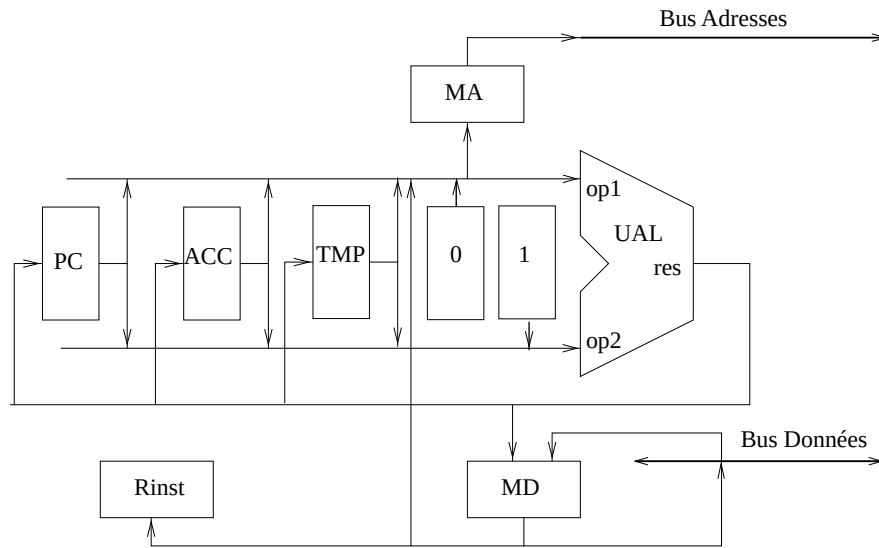 Bus Adresses
MA
op1
PC
ACC
TMP
0
1
UAL
res
op2
Bus Données
Rinst
MD